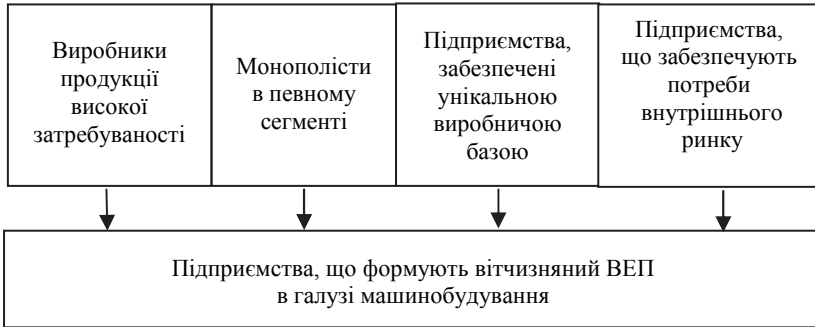 Виробники
продукції
високої
затребуваності
Монополісти
в певному
сегменті
Підприємства,
забезпечені
унікальною
виробничою
базою
Підприємства,
що забезпечують
потреби
внутрішнього
ринку
Підприємства, що формують вітчизняний ВЕП
в галузі машинобудування